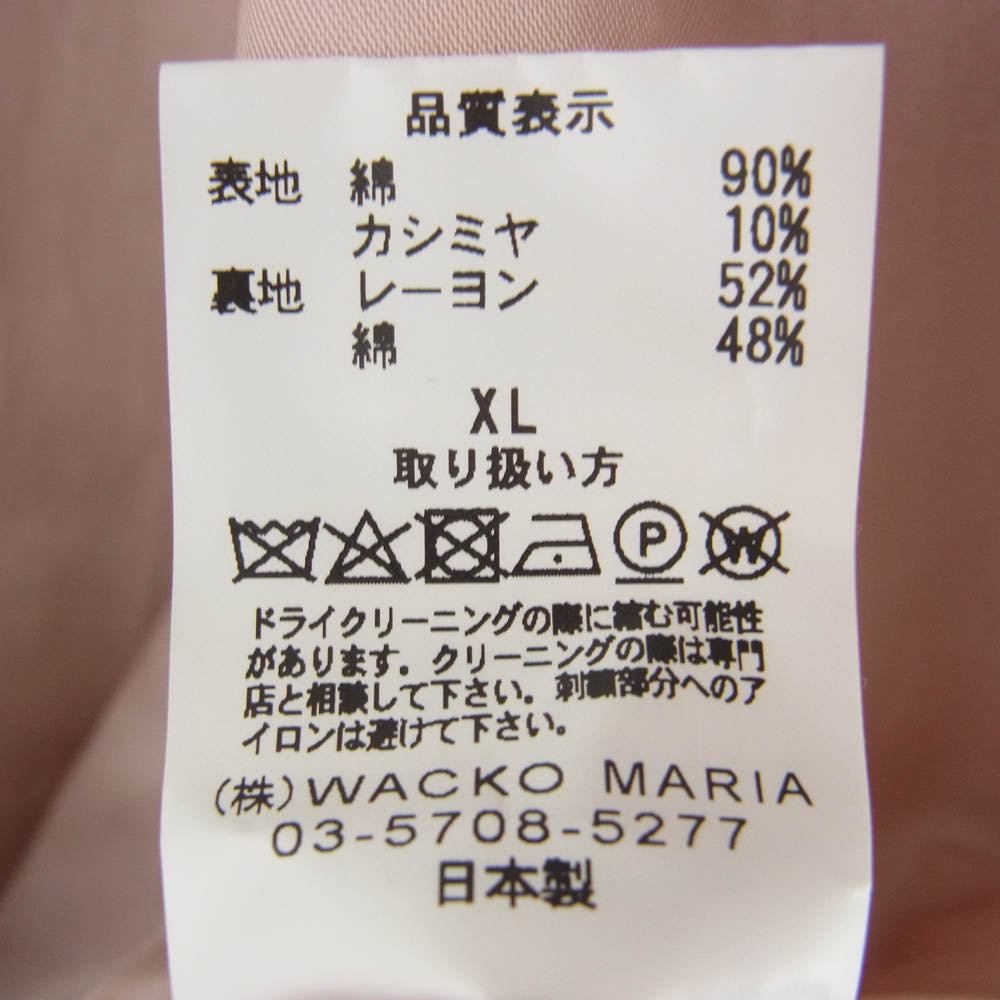 品質表示
表地 綿 90%
カシミヤ 10%
裏地 レーヨン 52%
綿 48%
XL
取り扱い方
P W
ドライクリーニングの際に縮む可能性
があります。クリーニングの際は専門
店と相談して下さい。刺繍部分へのア
イロンは避けて下さい。
(株)WACKO MARIA
03-5708-5277
日本製